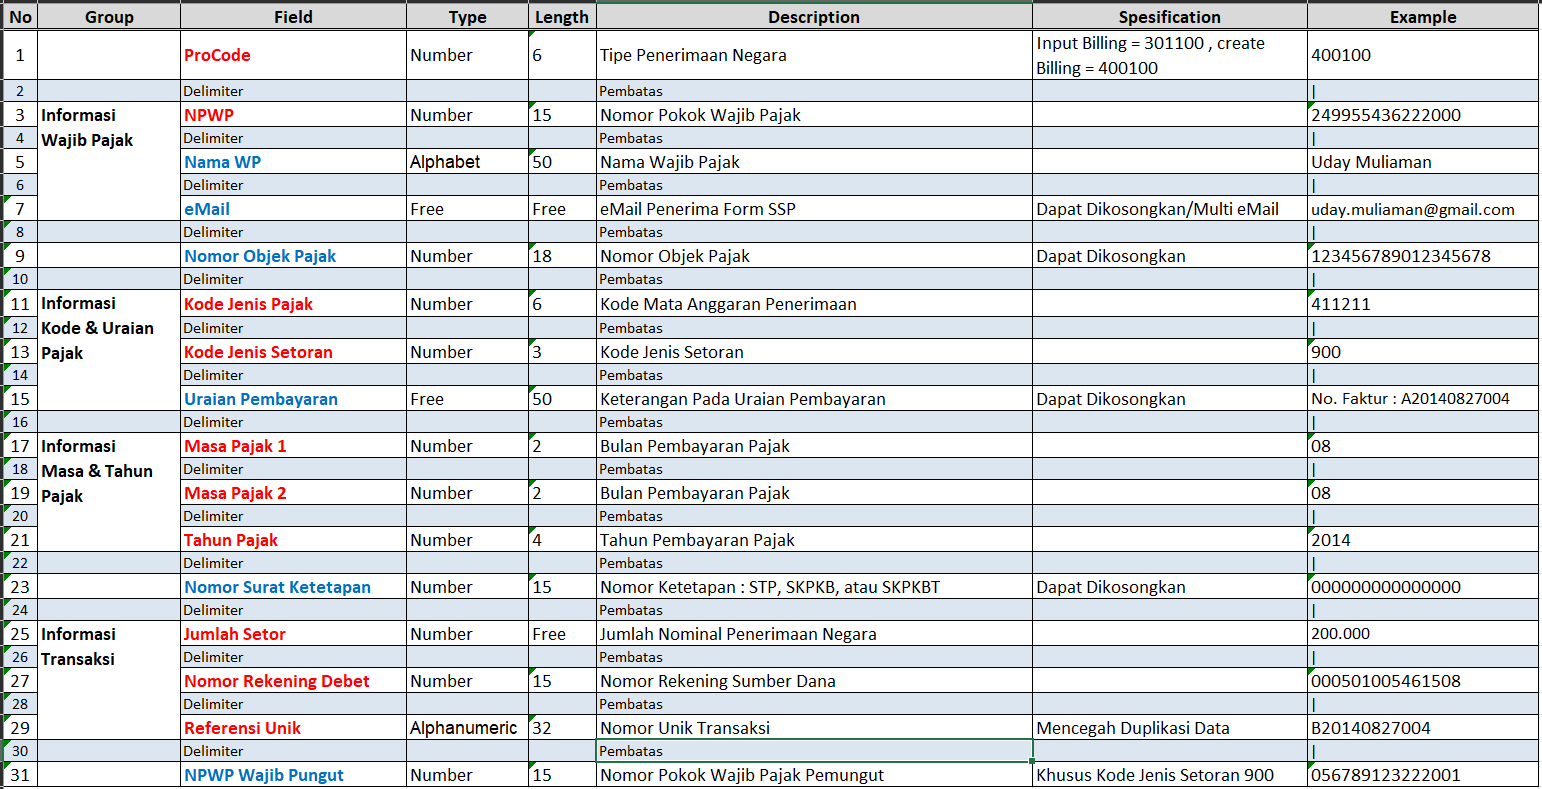 No Group Field Type Length Description Spesification Example
1 ProCode Number 6 Tipe Penerimaan Negara Input Billing = 301100 , create Billing = 400100 400100
2 Delimiter Pembatas |
3 Informasi Wajib Pajak NPWP Number 15 Nomor Pokok Wajib Pajak 249955436222000
4 Delimiter Pembatas |
5 Nama WP Alphabet 50 Nama Wajib Pajak Uday Muliaman
6 Delimiter Pembatas |
7 eMail Free Free eMail Penerima Form SSP Dapat Dikosongkan/Multi eMail uday.muliaman@gmail.com
8 Delimiter Pembatas |
9 Nomor Objek Pajak Number 18 Nomor Objek Pajak Dapat Dikosongkan 123456789012345678
10 Delimiter Pembatas |
11 Informasi Kode & Uraian Pajak Kode Jenis Pajak Number 6 Kode Mata Anggaran Penerimaan 411211
12 Delimiter Pembatas |
13 Kode Jenis Setoran Number 3 Kode Jenis Setoran 900
14 Delimiter Pembatas |
15 Uraian Pembayaran Free 50 Keterangan Pada Uraian Pembayaran Dapat Dikosongkan No. Faktur : A20140827004
16 Delimiter Pembatas |
17 Informasi Masa & Tahun Pajak Masa Pajak 1 Number 2 Bulan Pembayaran Pajak 08
18 Delimiter Pembatas |
19 Masa Pajak 2 Number 2 Bulan Pembayaran Pajak 08
20 Delimiter Pembatas |
21 Tahun Pajak Number 4 Tahun Pembayaran Pajak 2014
22 Delimiter Pembatas |
23 Nomor Surat Ketetapan Number 15 Nomor Ketetapan : STP, SKPKB, atau SKPKBT Dapat Dikosongkan 000000000000000
24 Delimiter Pembatas |
25 Informasi Transaksi Jumlah Setor Number Free Jumlah Nominal Penerimaan Negara 200.000
26 Delimiter Pembatas |
27 Nomor Rekening Debet Number 15 Nomor Rekening Sumber Dana 000501005461508
28 Delimiter Pembatas |
29 Referensi Unik Alphanumeric 32 Nomor Unik Transaksi Mencegah Duplikasi Data B20140827004
30 Delimiter Pembatas |
31 NPWP Wajib Pungut Number 15 Nomor Pokok Wajib Pajak Pemungut Khusus Kode Jenis Setoran 900 056789123222001